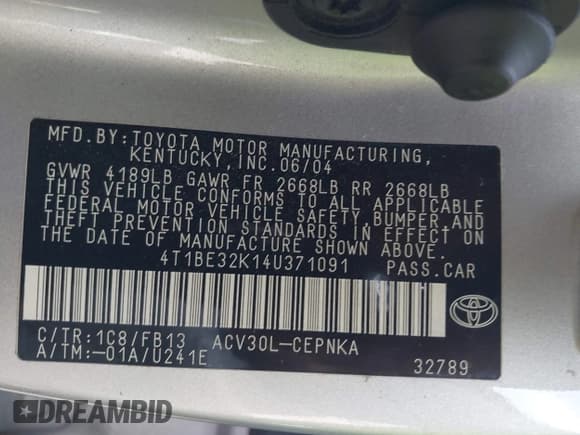 MFD.BY:TOYOTA MOTOR MANUFACTURING,
KENTUCKY, INC.06/04
GVWR 4189LB GAWR FR 2668LB RR 2668LB
THIS VEHICLE CONFORMS TO ALL APPLICABLE
FEDERAL MOTOR VEHICLE SAFETY, BUMPER,AND
THEFT PREVENTION STANDARDS IN EFFECT ON
THE DATE OF MANUFACTURE SHOWN ABOVE.
4T1BE32K14U371091 PASS.CAR
C/TR:1C8/FB13 ACV30L-CEPNKA
A/TM:-01A/U241E 32789
DREAMBID